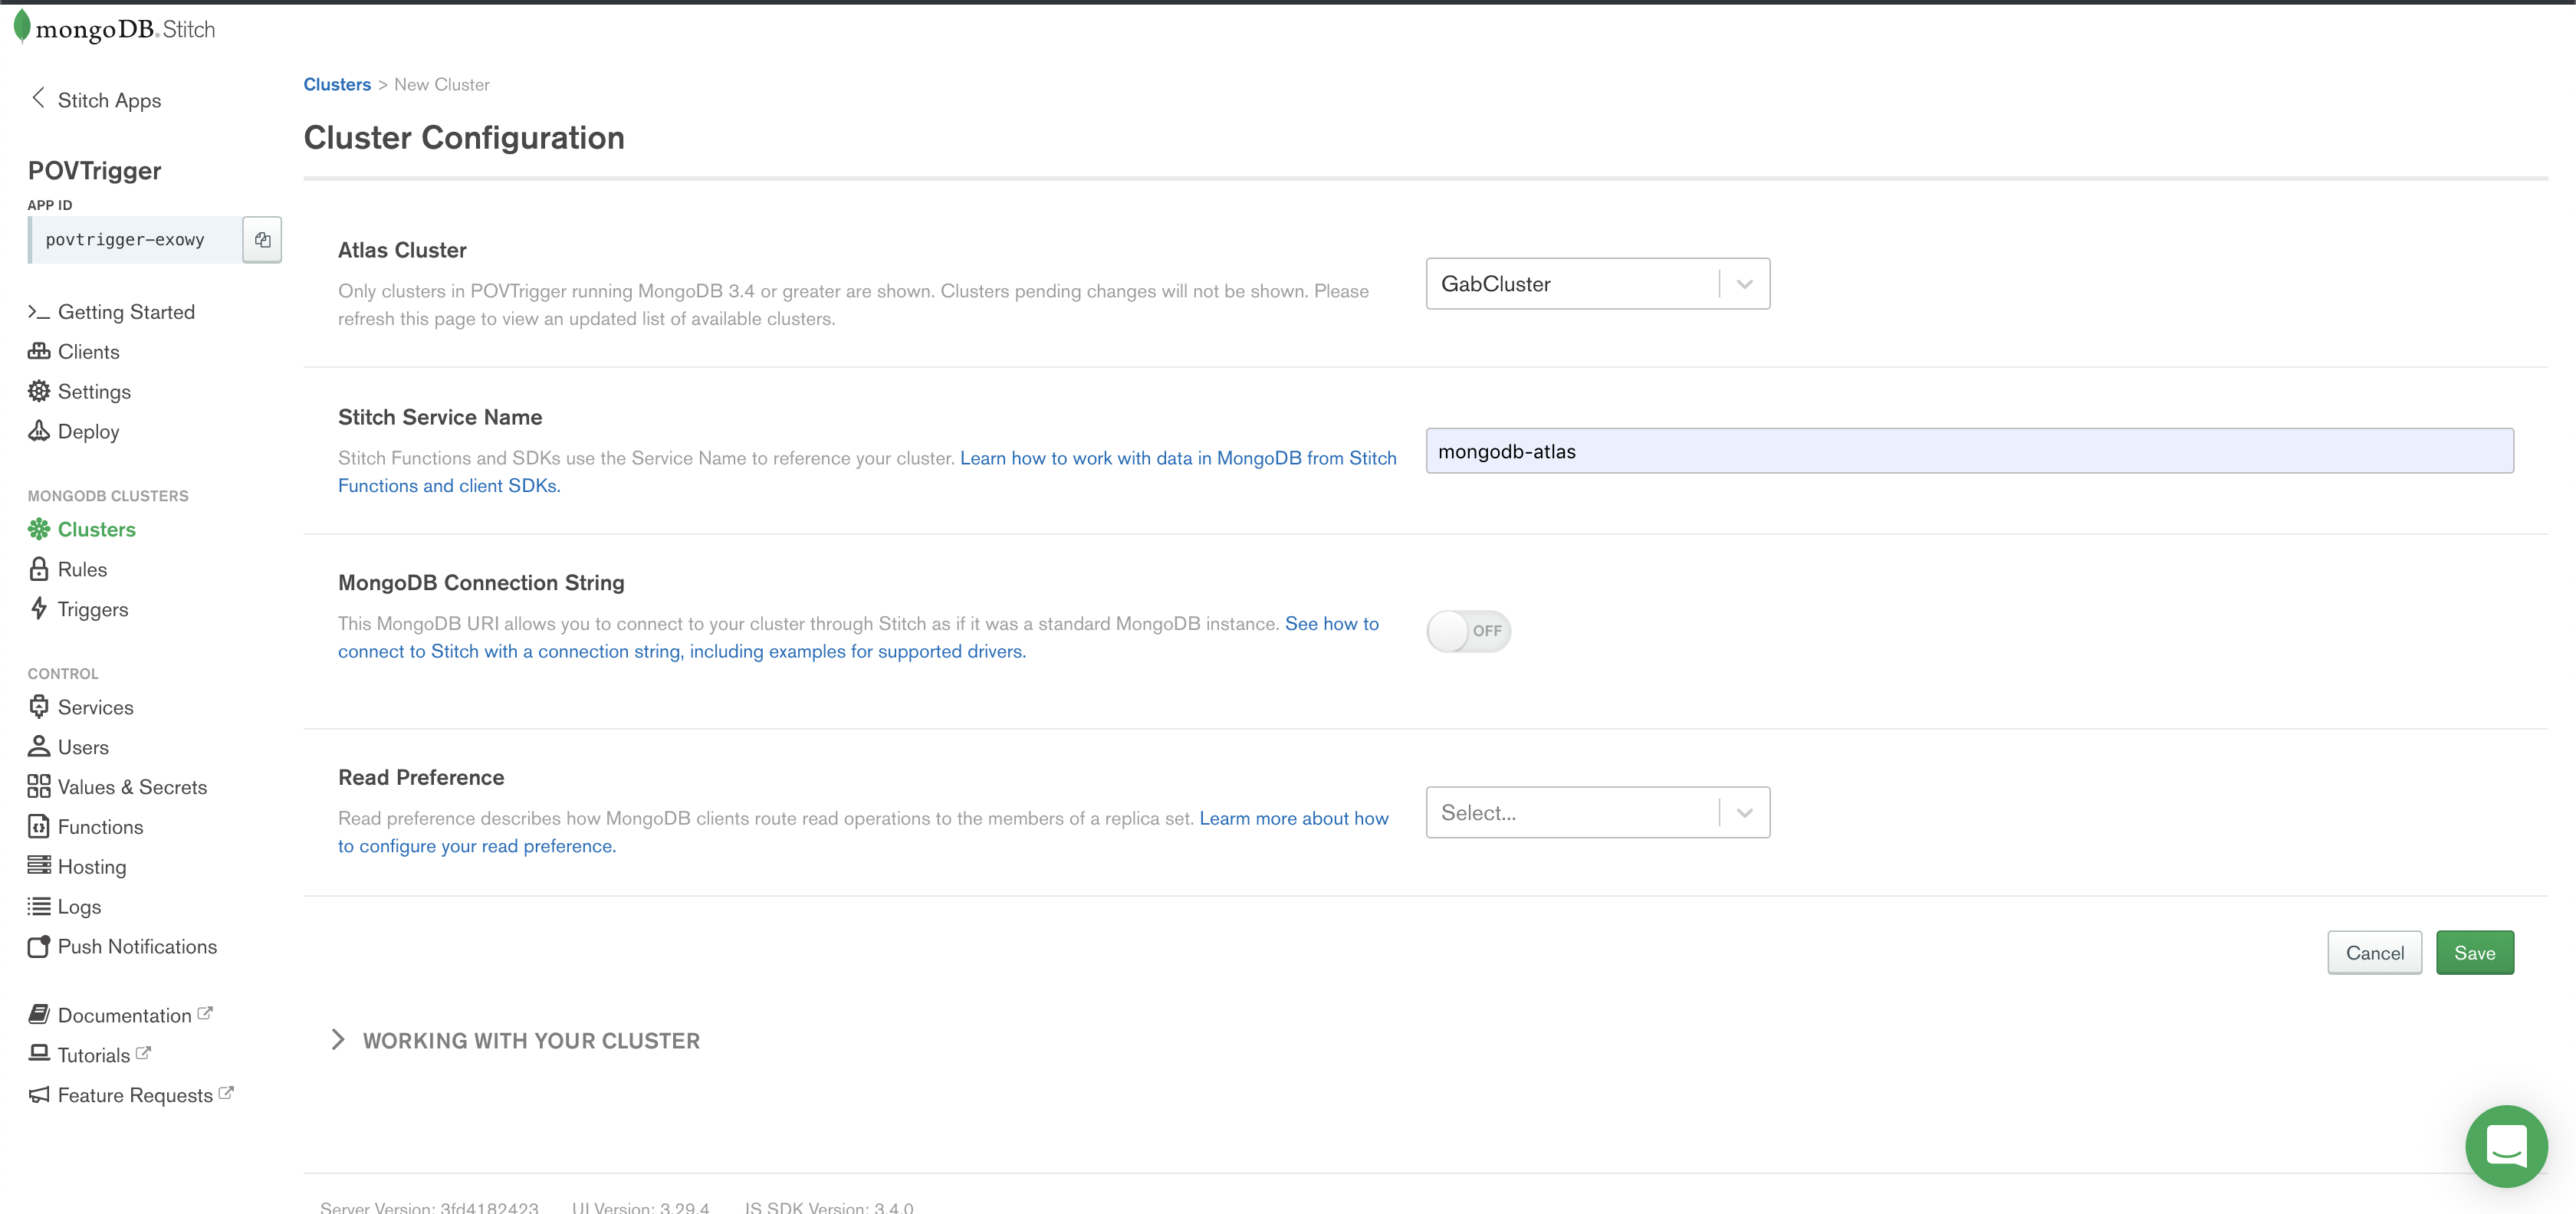 mongoDB. Stitch
Stitch Apps
POVTrigger
APP ID
povtrigger-exowy
Getting Started
Clients
Settings
Deploy
MONGODB CLUSTERS
Clusters
Rules
Triggers
CONTROL
Services
Users
Values & Secrets
Functions
Hosting
Logs
Push Notifications
Documentation
Tutorials
Feature Requests
Clusters > New Cluster
Cluster Configuration
Atlas Cluster
Only clusters in POVTrigger running MongoDB 3.4 or greater are shown. Clusters pending changes will not be shown. Please
refresh this page to view an updated list of available clusters.
GabCluster
Stitch Service Name
Stitch Functions and SDKs use the Service Name to reference your cluster. Learn how to work with data in MongoDB from Stitch
Functions and client SDKs.
mongodb-atlas
MongoDB Connection String
This MongoDB URI allows you to connect to your cluster through Stitch as if it was a standard MongoDB instance. See how to
connect to Stitch with a connection string, including examples for supported drivers.
OFF
Read Preference
Read preference describes how MongoDB clients route read operations to the members of a replica set. Learm more about how
to configure your read preference.
Select...
Cancel
Save
WORKING WITH YOUR CLUSTER
Server Version: 3fd4182423 UI Version: 3.29.4 JS SDK Version: 3.4.0